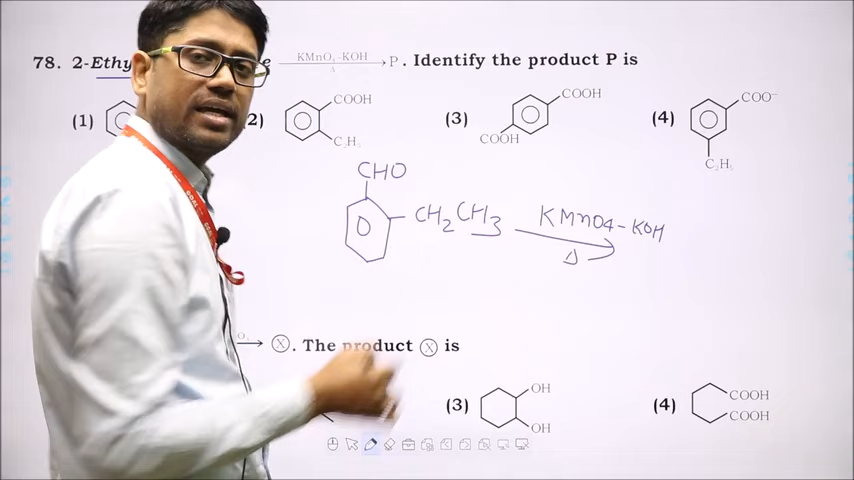 78. 2-Ethy KMnO₄-KOH P. Identify the product P is
Δ
(1)
2) COOH
C₂H₅
(3) COOH
COOH
(4) COO⁻
C₂H₅
CHO
CH₂CH₃ KMnO4-KOH
Δ
X. The product X is
(3) OH
OH
(4) COOH
COOH